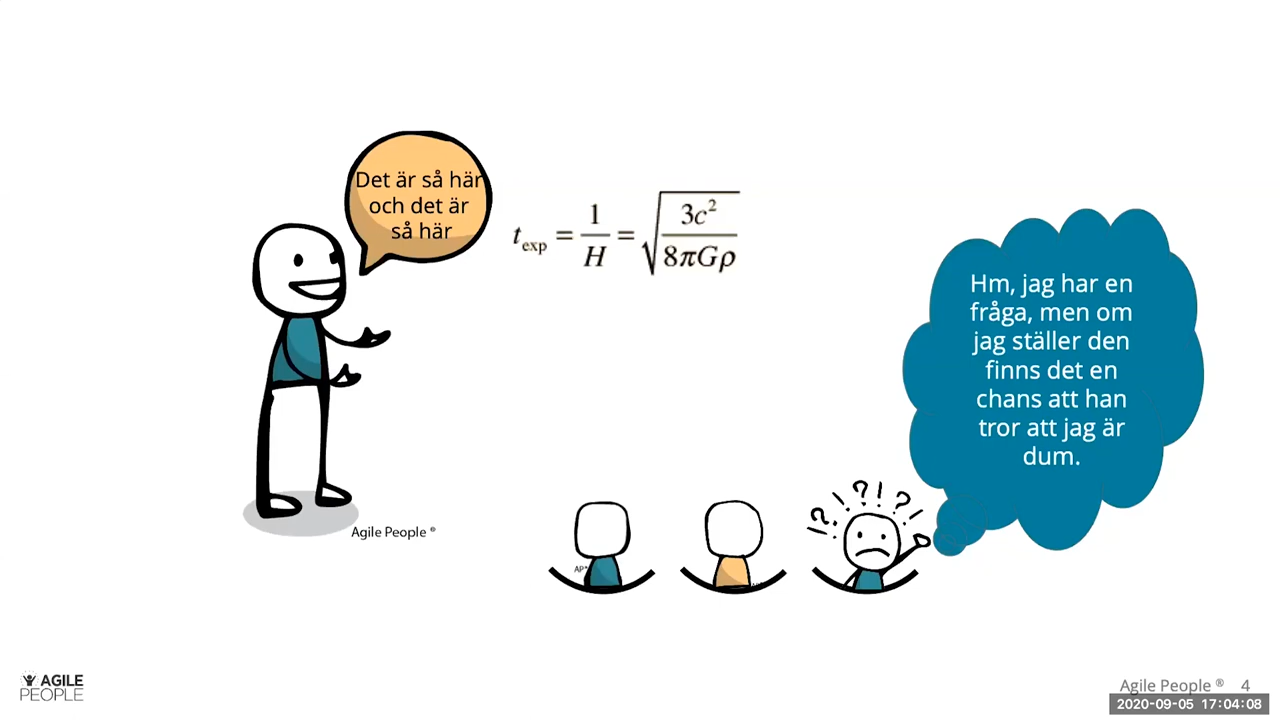 Det är så här
och det är
så här
t_exp = 1/H = √(3c²/8πGρ)
Hm, jag har en
fråga, men om
jag ställer den
finns det en
chans att han
tror att jag är
dum.
!?!?!?!
Agile People ®
AP®
AGILE
PEOPLE
Agile People ® 4
2020-09-05 17:04:08